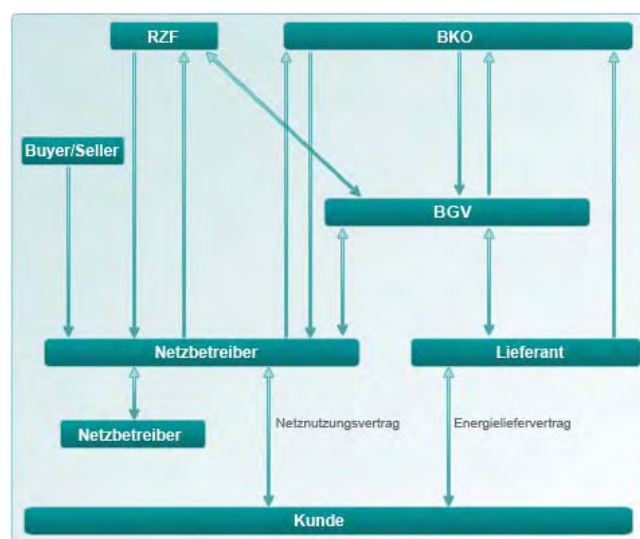 RZF
BKO
Buyer/Seller
BGV
Netzbetreiber
Lieferant
Netznutzungsvertrag
Energieliefervertrag
Netzbetreiber
Kunde